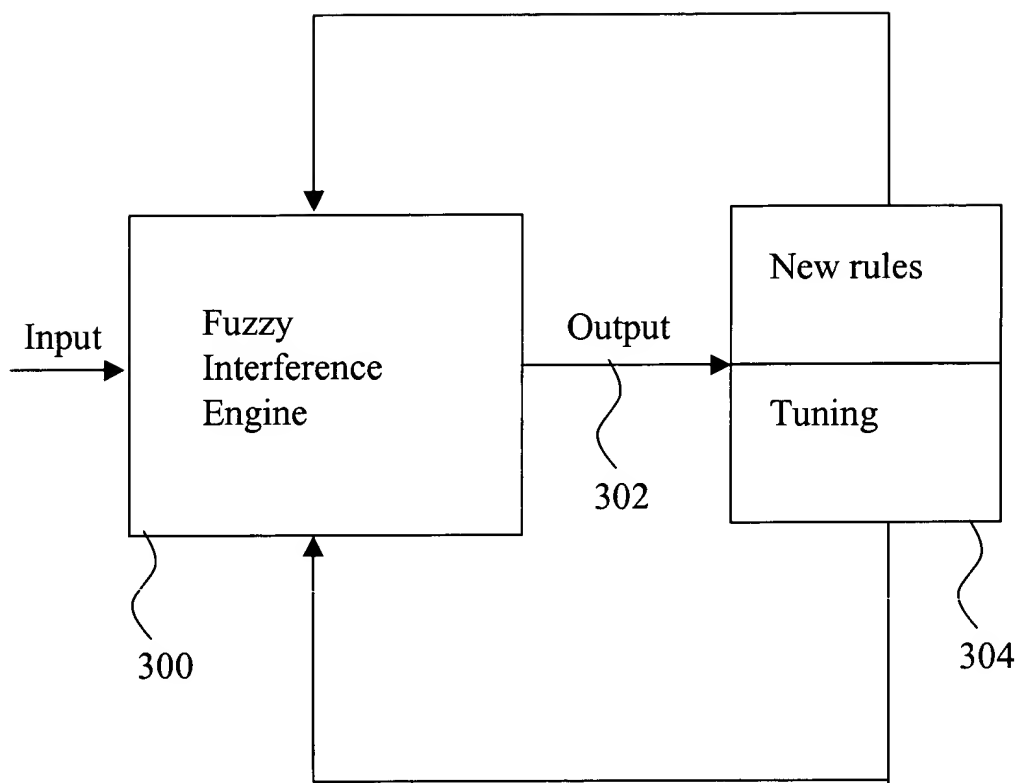 New rules
Input
Fuzzy
Interference
Engine
Output
Tuning
302
300
304